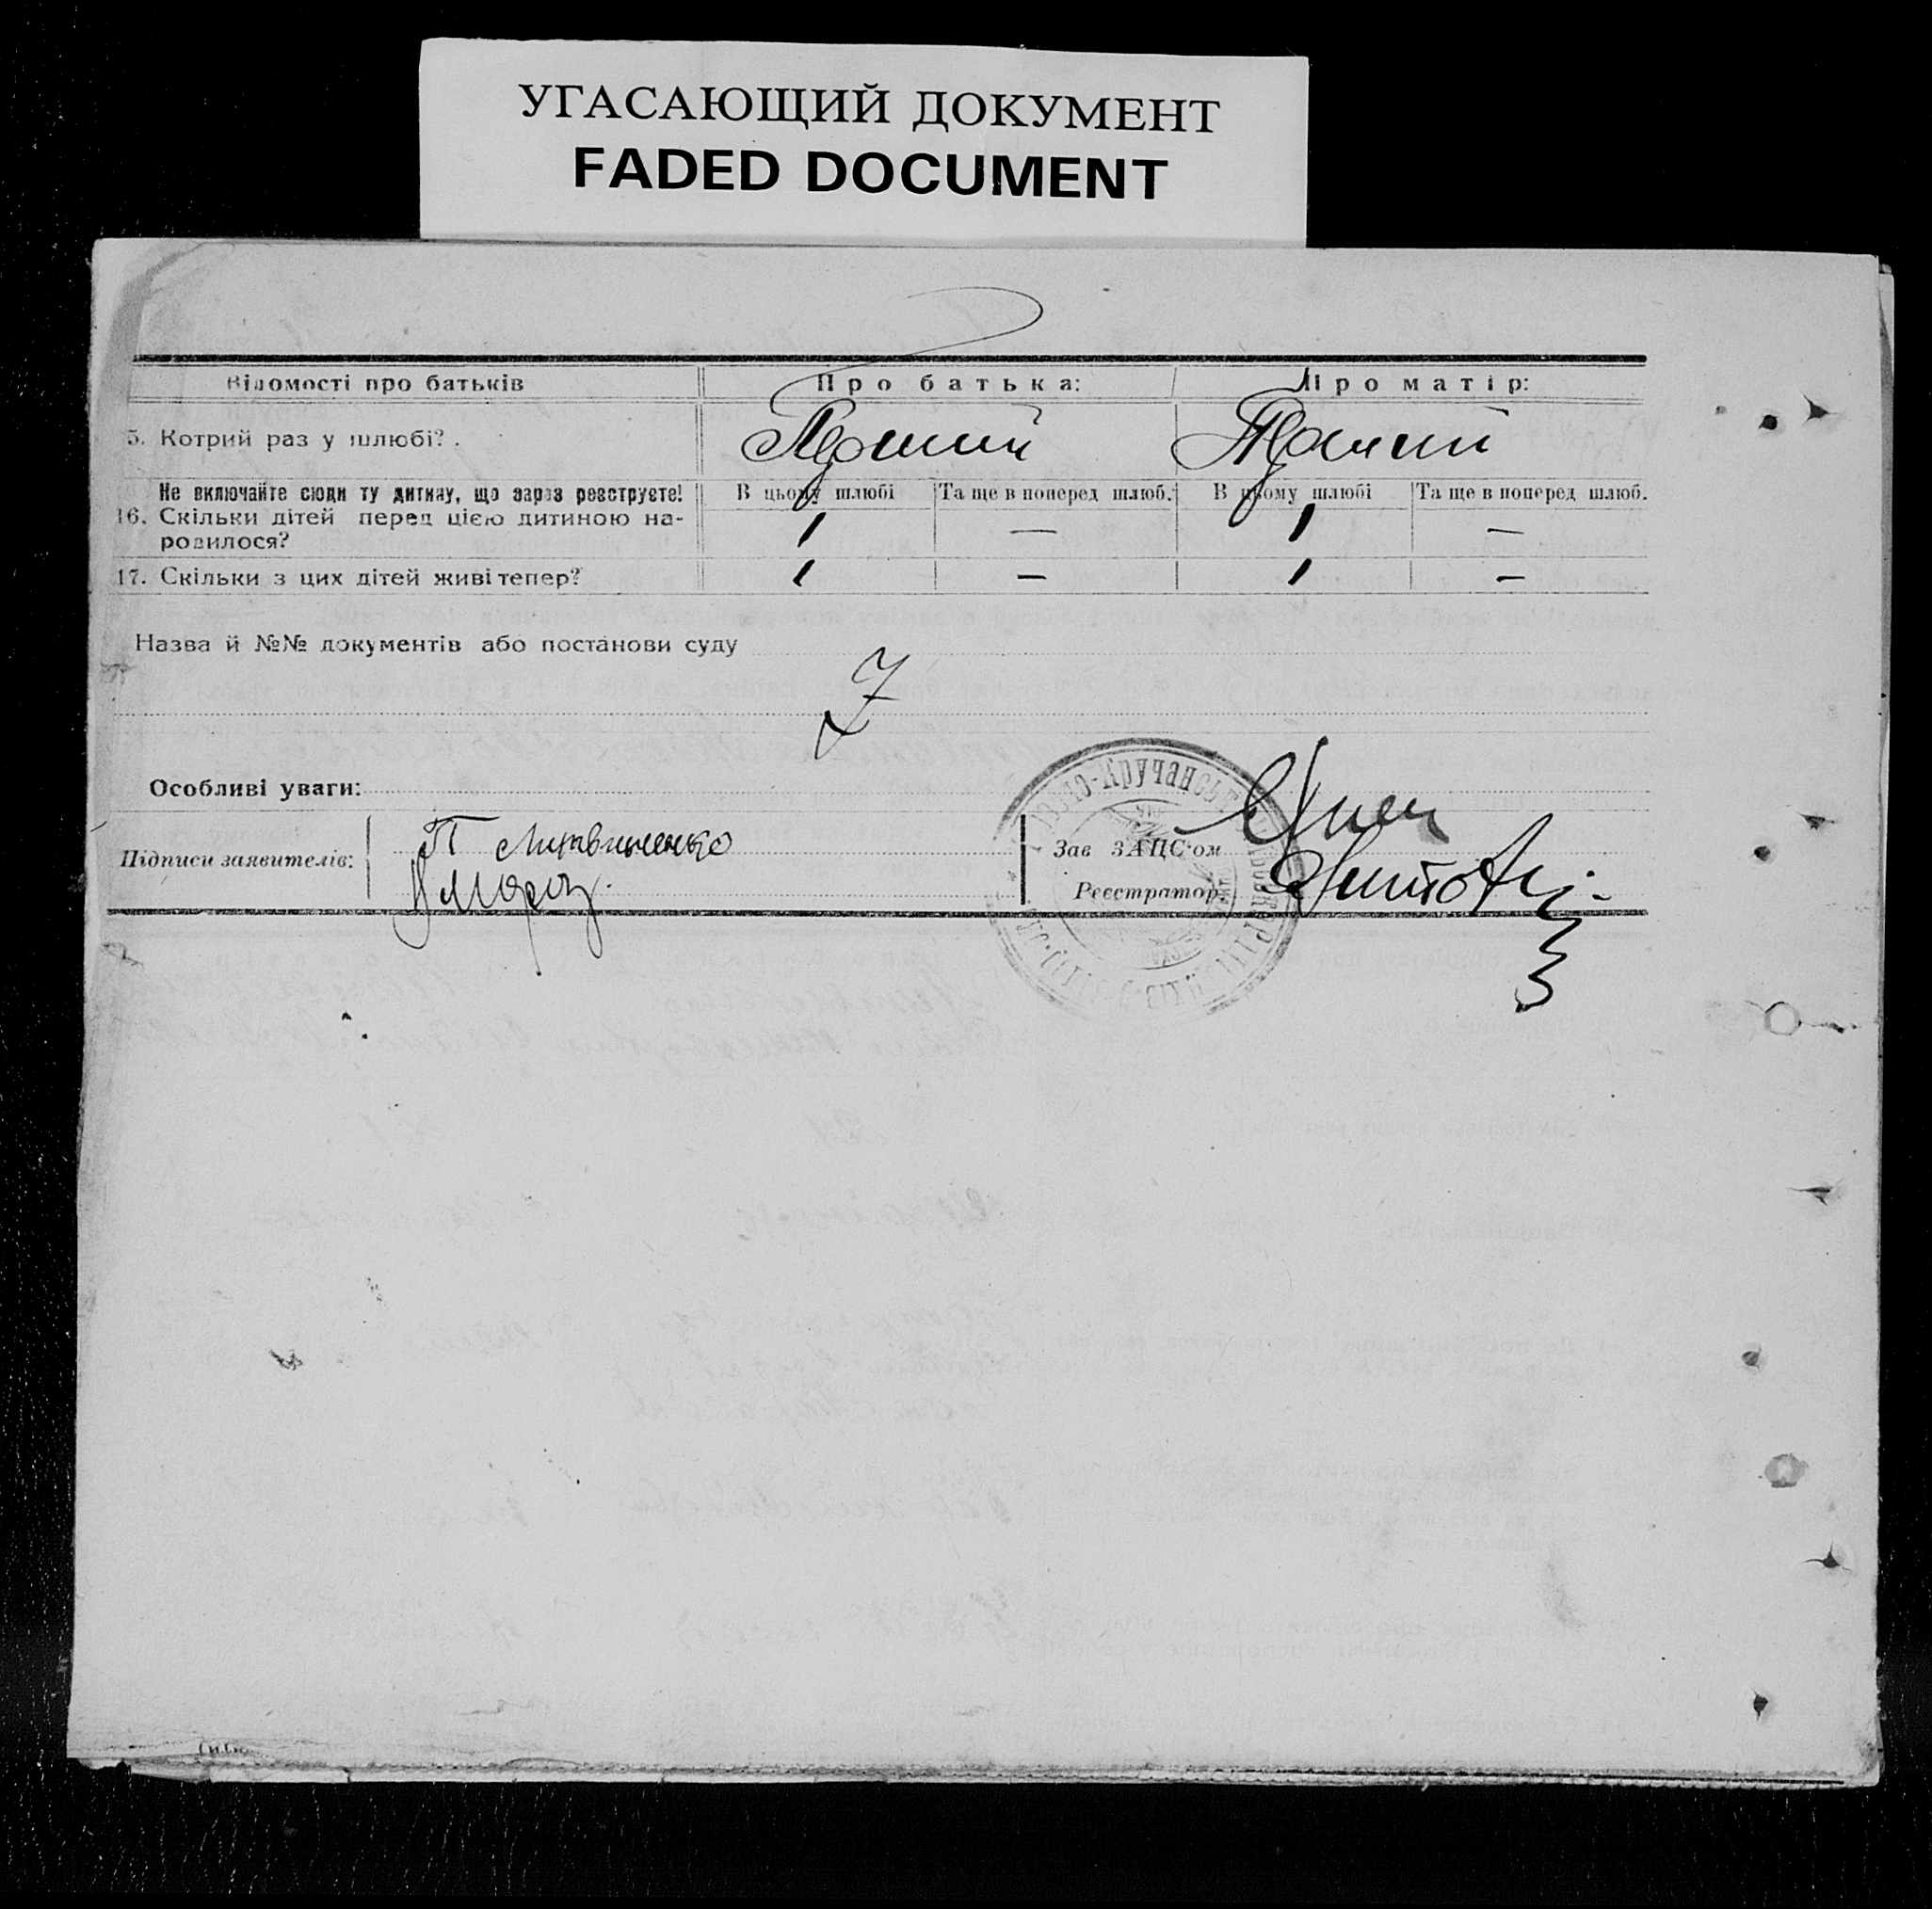 УГАСАЮЩИЙ ДОКУМЕНТ
FADED DOCUMENT
Відомості про батьків Про батька: Про матір:
5. Котрий раз у шлюбі? . Перший Перший
Не включайте сюди ту дитину, що зараз реєструєте! В цьому шлюбі Та ще в поперед шлюб. В цьому шлюбі Та ще в поперед шлюб.
16. Скільки дітей перед цією дитиною на-
родилося? 1 — 1 —
17. Скільки з цих дітей живі тепер? 1 — 1 —
Назва й №№ документів або постанови суду
Z
Особливі уваги:
Підписи заявителів: П Литвиненко
Мороз.
Зав ЗАЦС'ом
Реєстратор